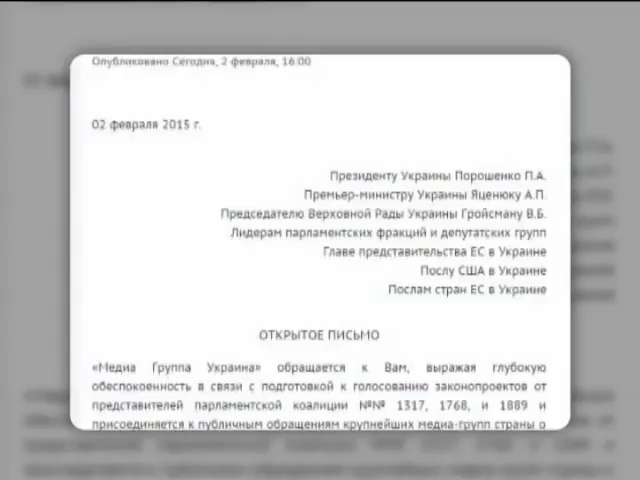 Опубликовано Сегодня, 2 февраля, 16:00
02 февраля 2015 г.
Президенту Украины Порошенко П.А.
Премьер-министру Украины Яценюку А.П.
Председателю Верховной Рады Украины Гройсману В.Б.
Лидерам парламентских фракций и депутатских групп
Главе представительства ЕС в Украине
Послу США в Украине
Послам стран ЕС в Украине
ОТКРЫТОЕ ПИСЬМО
«Медиа Группа Украина» обращается к Вам, выражая глубокую
обеспокоенность в связи с подготовкой к голосованию законопроектов от
представителей парламентской коалиции №№ 1317, 1768, и 1889 и
присоединяется к публичным обращениям крупнейших медиа-групп страны о